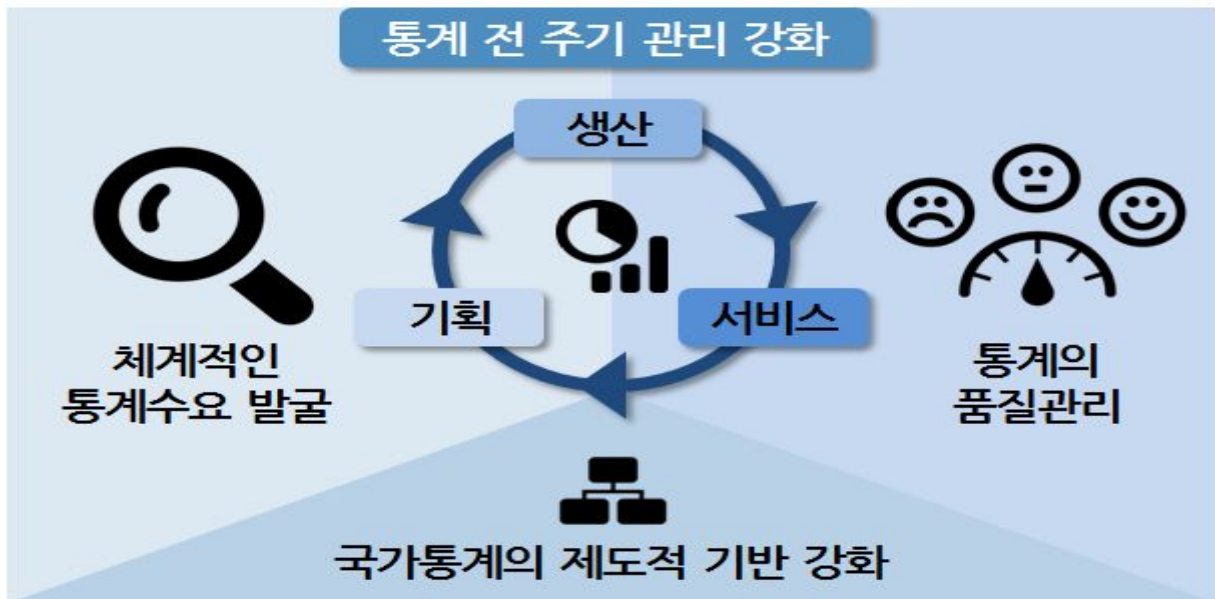 통계 전 주기 관리 강화
생산
기획
서비스
체계적인
통계수요 발굴
통계의
품질관리
국가통계의 제도적 기반 강화